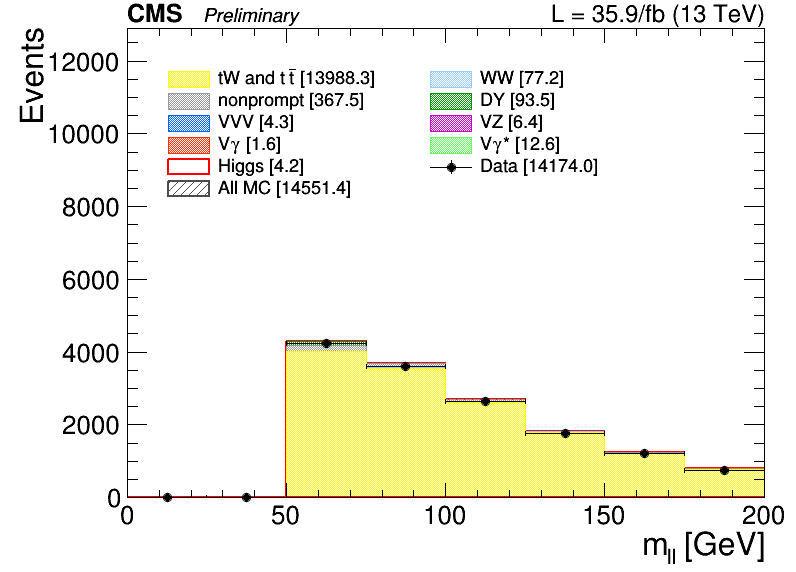 CMS Preliminary L = 35.9/fb (13 TeV)
Events
12000
10000
8000
6000
4000
2000
0
tW and t t̄ [13988.3] WW [77.2]
nonprompt [367.5] DY [93.5]
VVV [4.3] VZ [6.4]
Vγ [1.6] Vγ* [12.6]
Higgs [4.2] Data [14174.0]
All MC [14551.4]
0 50 100 150 200
m_ll [GeV]